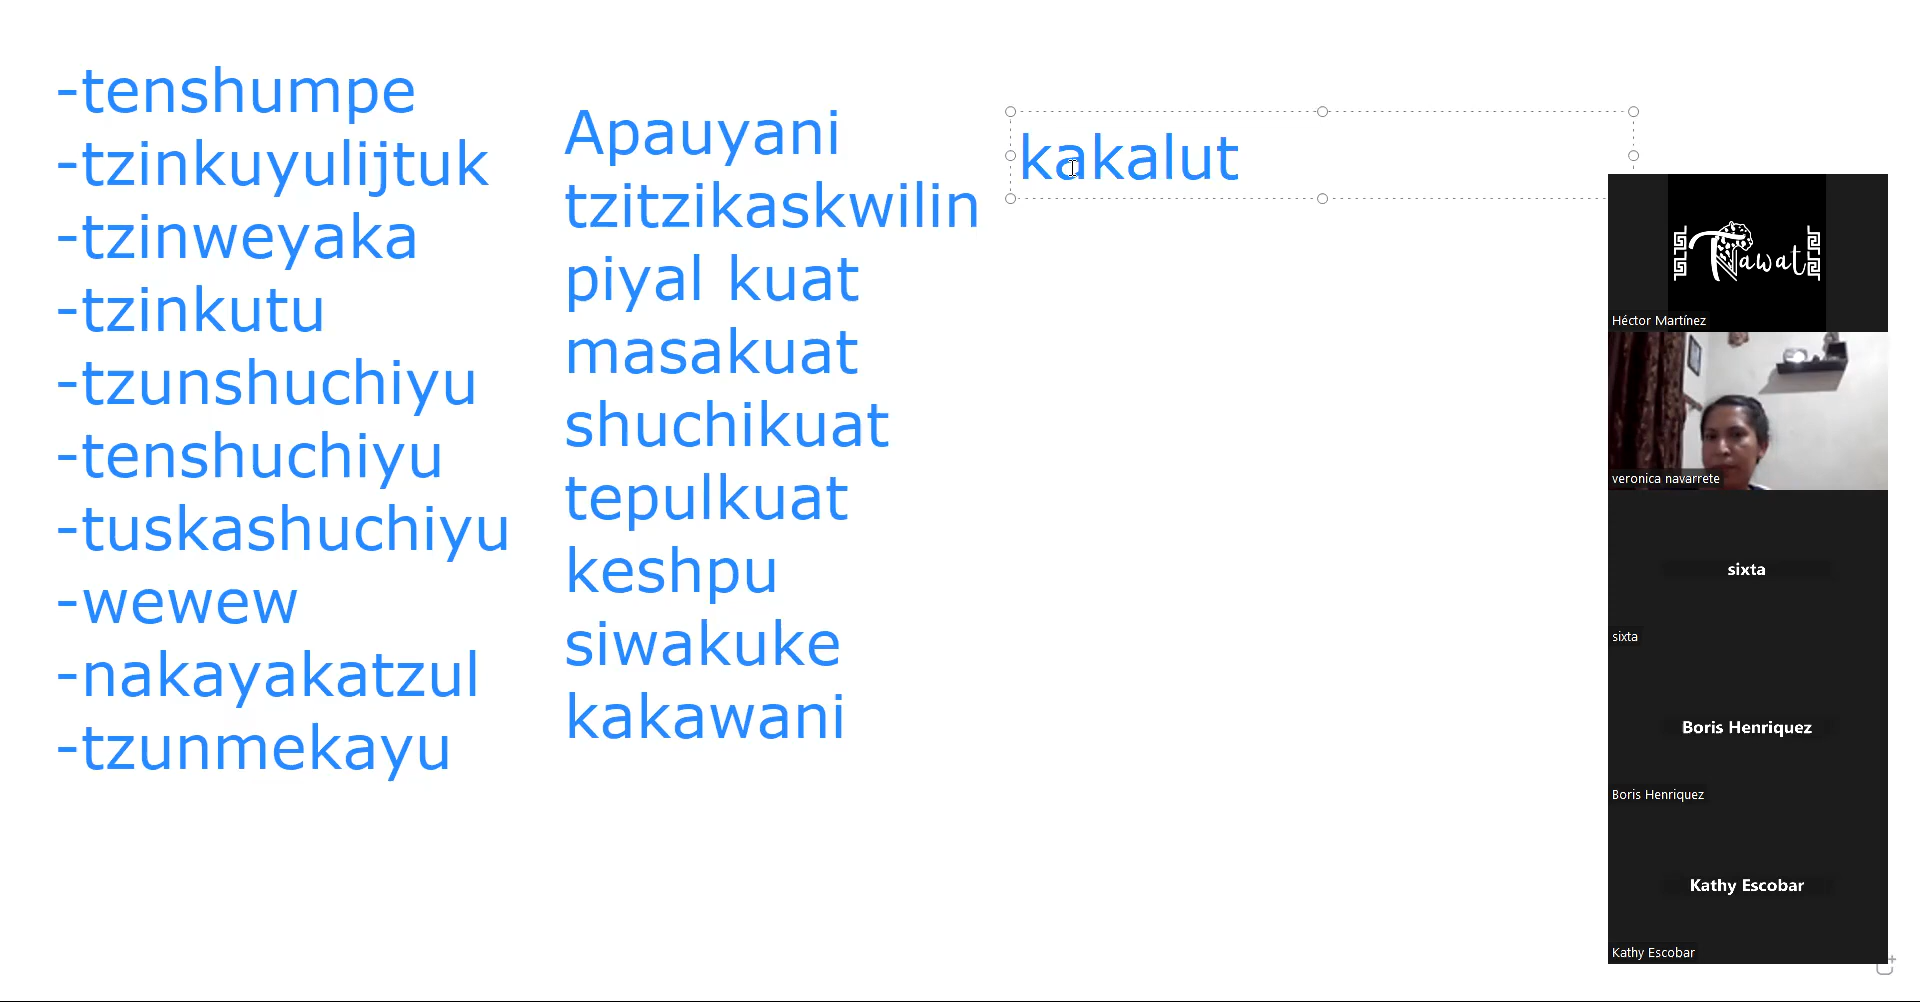 -tenshumpe
-tzinkuyulijtuk
-tzinweyaka
-tzinkutu
-tzunshuchiyu
-tenshuchiyu
-tuskashuchiyu
-wewew
-nakayakatzul
-tzunmekayu
Apauyani
tzitzikaskwilin
piyal kuat
masakuat
shuchikuat
tepulkuat
keshpu
siwakuke
kakawani
kakalut
Tawat
Héctor Martínez
veronica navarrete
sixta
sixta
Boris Henriquez
Boris Henriquez
Kathy Escobar
Kathy Escobar